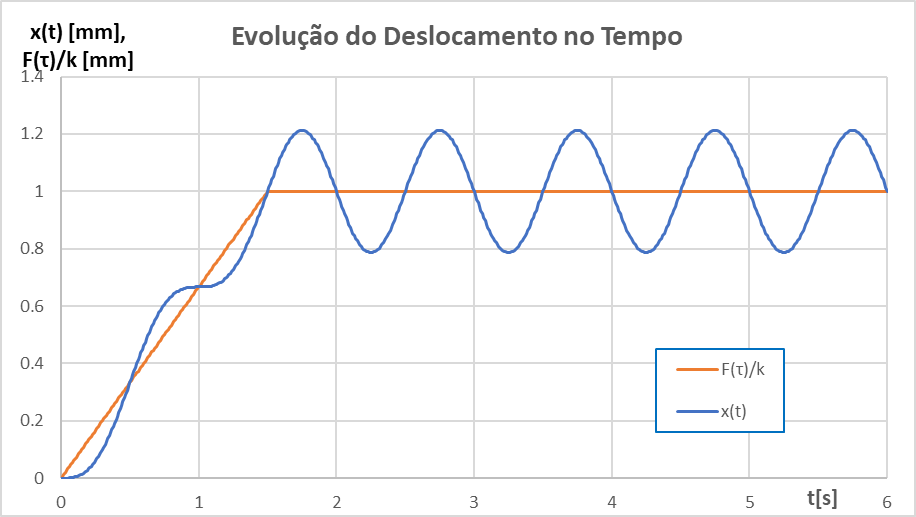 x(t) [mm],
F(τ)/k [mm]
Evolução do Deslocamento no Tempo
1.4
1.2
1
0.8
0.6
0.4
0.2
0
F(τ)/k
x(t)
0 1 2 3 4 5 6
t[s]